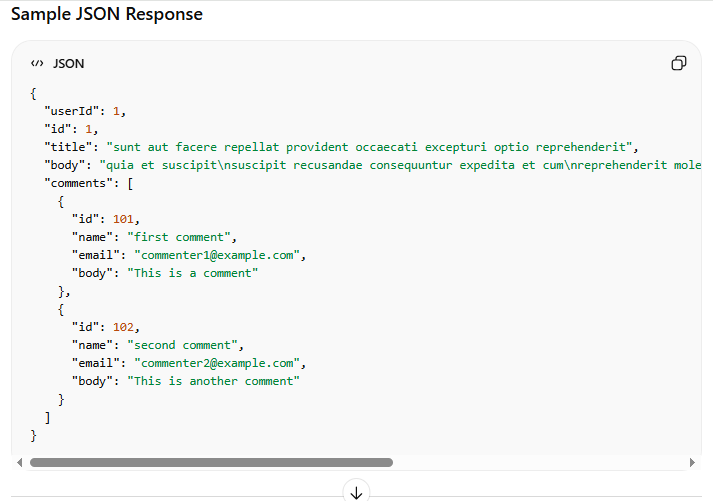 Sample JSON Response
</> JSON
{
  "userId": 1,
  "id": 1,
  "title": "sunt aut facere repellat provident occaecati excepturi optio reprehenderit",
  "body": "quia et suscipit\nsuscipit recusandae consequuntur expedita et cum\nreprehenderit mole
  "comments": [
    {
      "id": 101,
      "name": "first comment",
      "email": "commenter1@example.com",
      "body": "This is a comment"
    },
    {
      "id": 102,
      "name": "second comment",
      "email": "commenter2@example.com",
      "body": "This is another comment"
    }
  ]
}